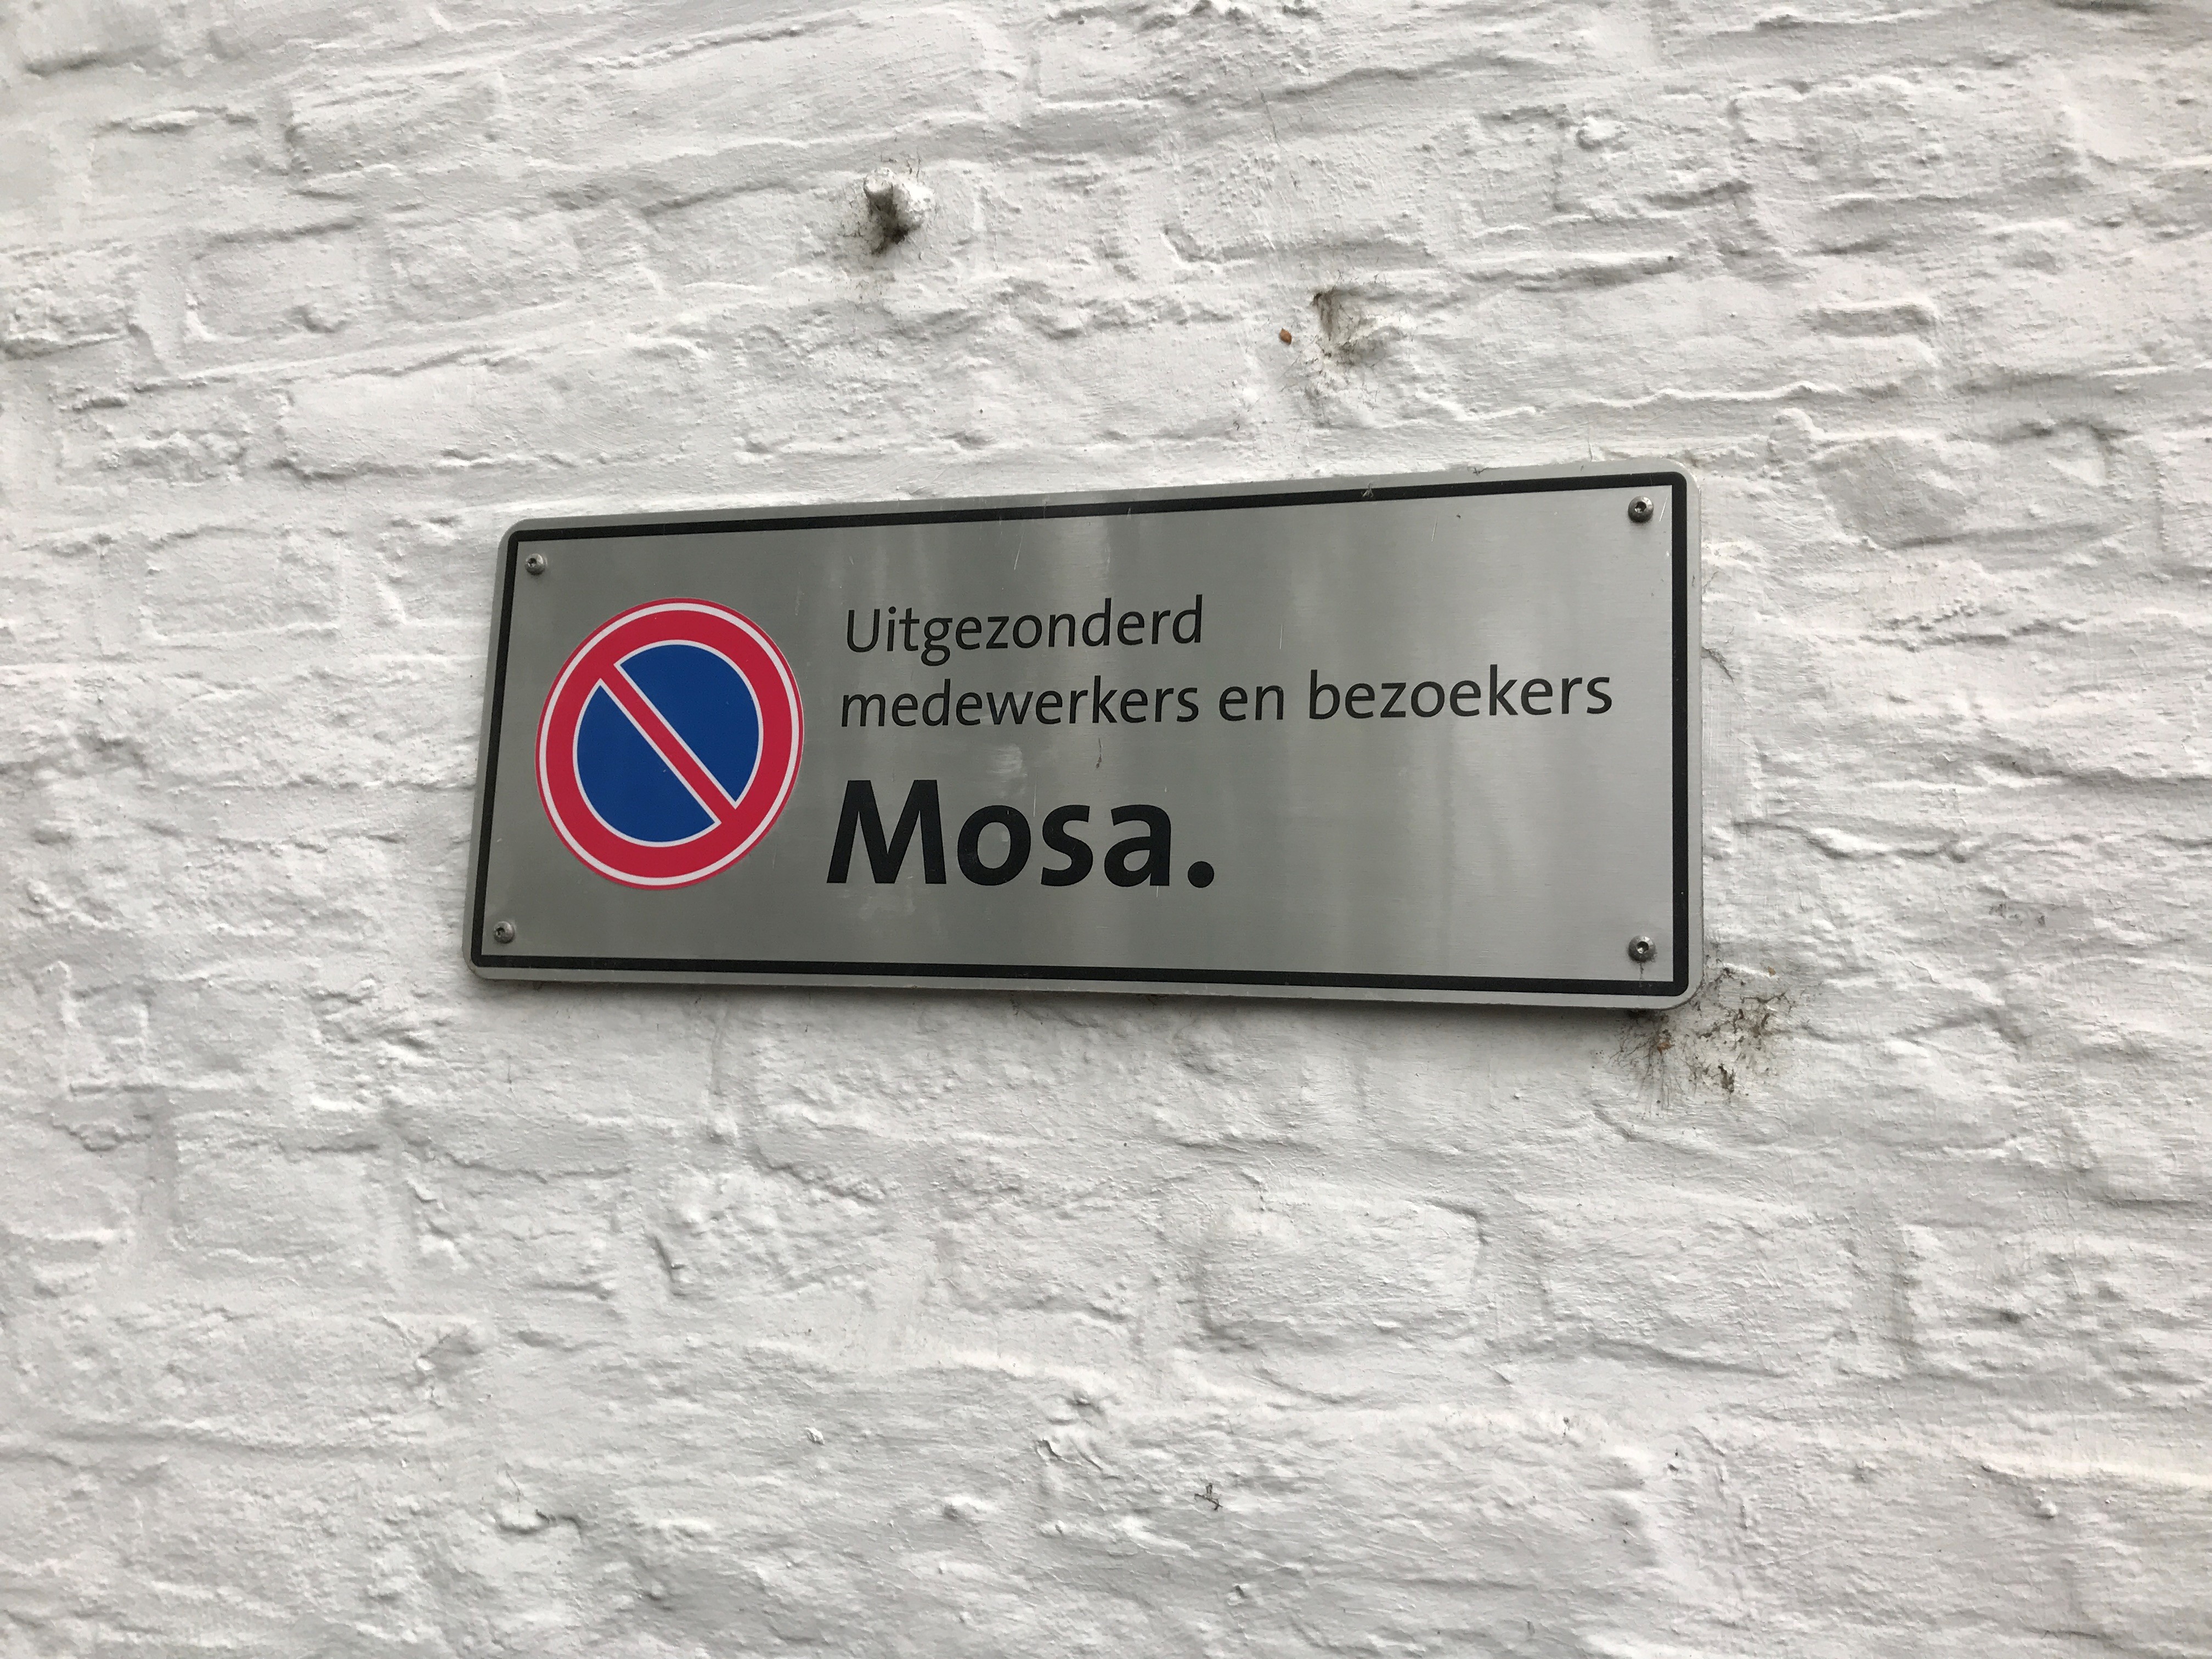 Uitgezonderd
medewerkers en bezoekers
Mosa.